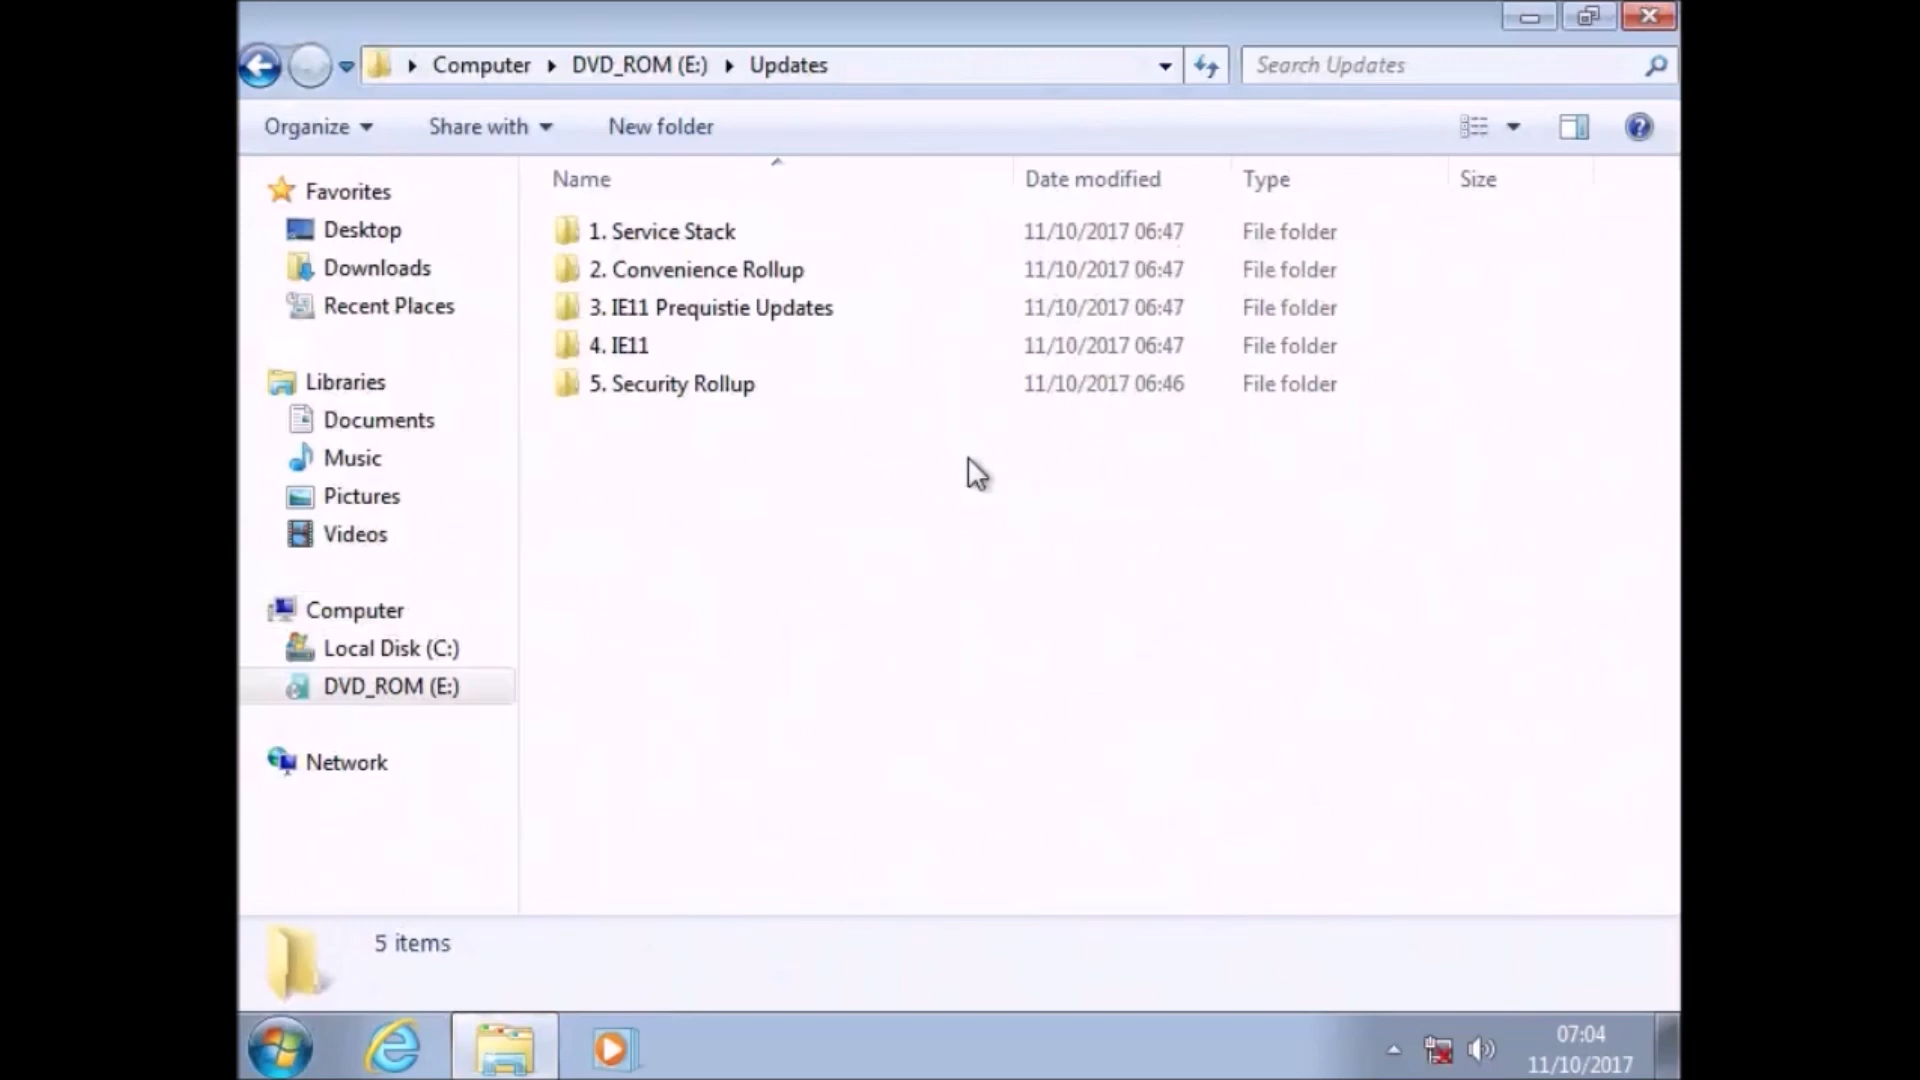 Computer DVD_ROM (E:) Updates
Search Updates
Organize Share with New folder
Name Date modified Type Size
Favorites
Desktop
Downloads
Recent Places
Libraries
Documents
Music
Pictures
Videos
Computer
Local Disk (C:)
DVD_ROM (E:)
Network
1. Service Stack 11/10/2017 06:47 File folder
2. Convenience Rollup 11/10/2017 06:47 File folder
3. IE11 Prequistie Updates 11/10/2017 06:47 File folder
4. IE11 11/10/2017 06:47 File folder
5. Security Rollup 11/10/2017 06:46 File folder
5 items
07:04
11/10/2017